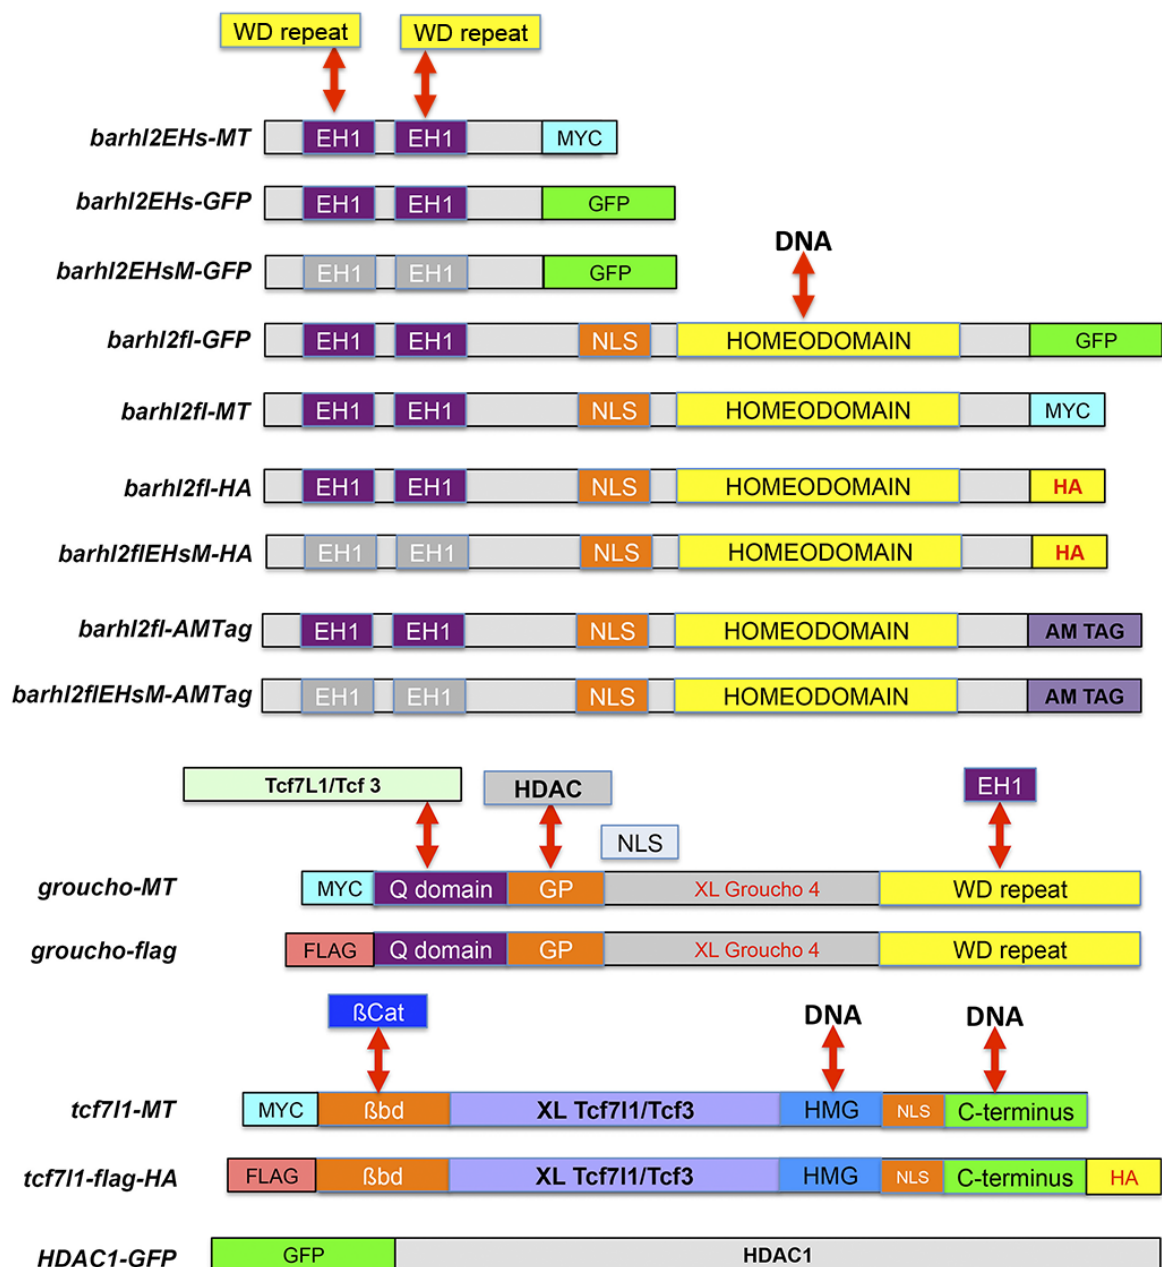 WD repeat WD repeat
barhl2EHs-MT EH1 EH1 MYC
barhl2EHs-GFP EH1 EH1 GFP
DNA
barhl2EHsM-GFP EH1 EH1 GFP
barhl2fl-GFP EH1 EH1 NLS HOMEODOMAIN GFP
barhl2fl-MT EH1 EH1 NLS HOMEODOMAIN MYC
barhl2fl-HA EH1 EH1 NLS HOMEODOMAIN HA
barhl2flEHsM-HA EH1 EH1 NLS HOMEODOMAIN HA
barhl2fl-AMTag EH1 EH1 NLS HOMEODOMAIN AM TAG
barhl2flEHsM-AMTag EH1 EH1 NLS HOMEODOMAIN AM TAG
Tcf7L1/Tcf 3 HDAC EH1
NLS
groucho-MT MYC Q domain GP XL Groucho 4 WD repeat
groucho-flag FLAG Q domain GP XL Groucho 4 WD repeat
ßCat DNA DNA
tcf7l1-MT MYC ßbd XL Tcf7l1/Tcf3 HMG NLS C-terminus
tcf7l1-flag-HA FLAG ßbd XL Tcf7l1/Tcf3 HMG NLS C-terminus HA
HDAC1-GFP GFP HDAC1